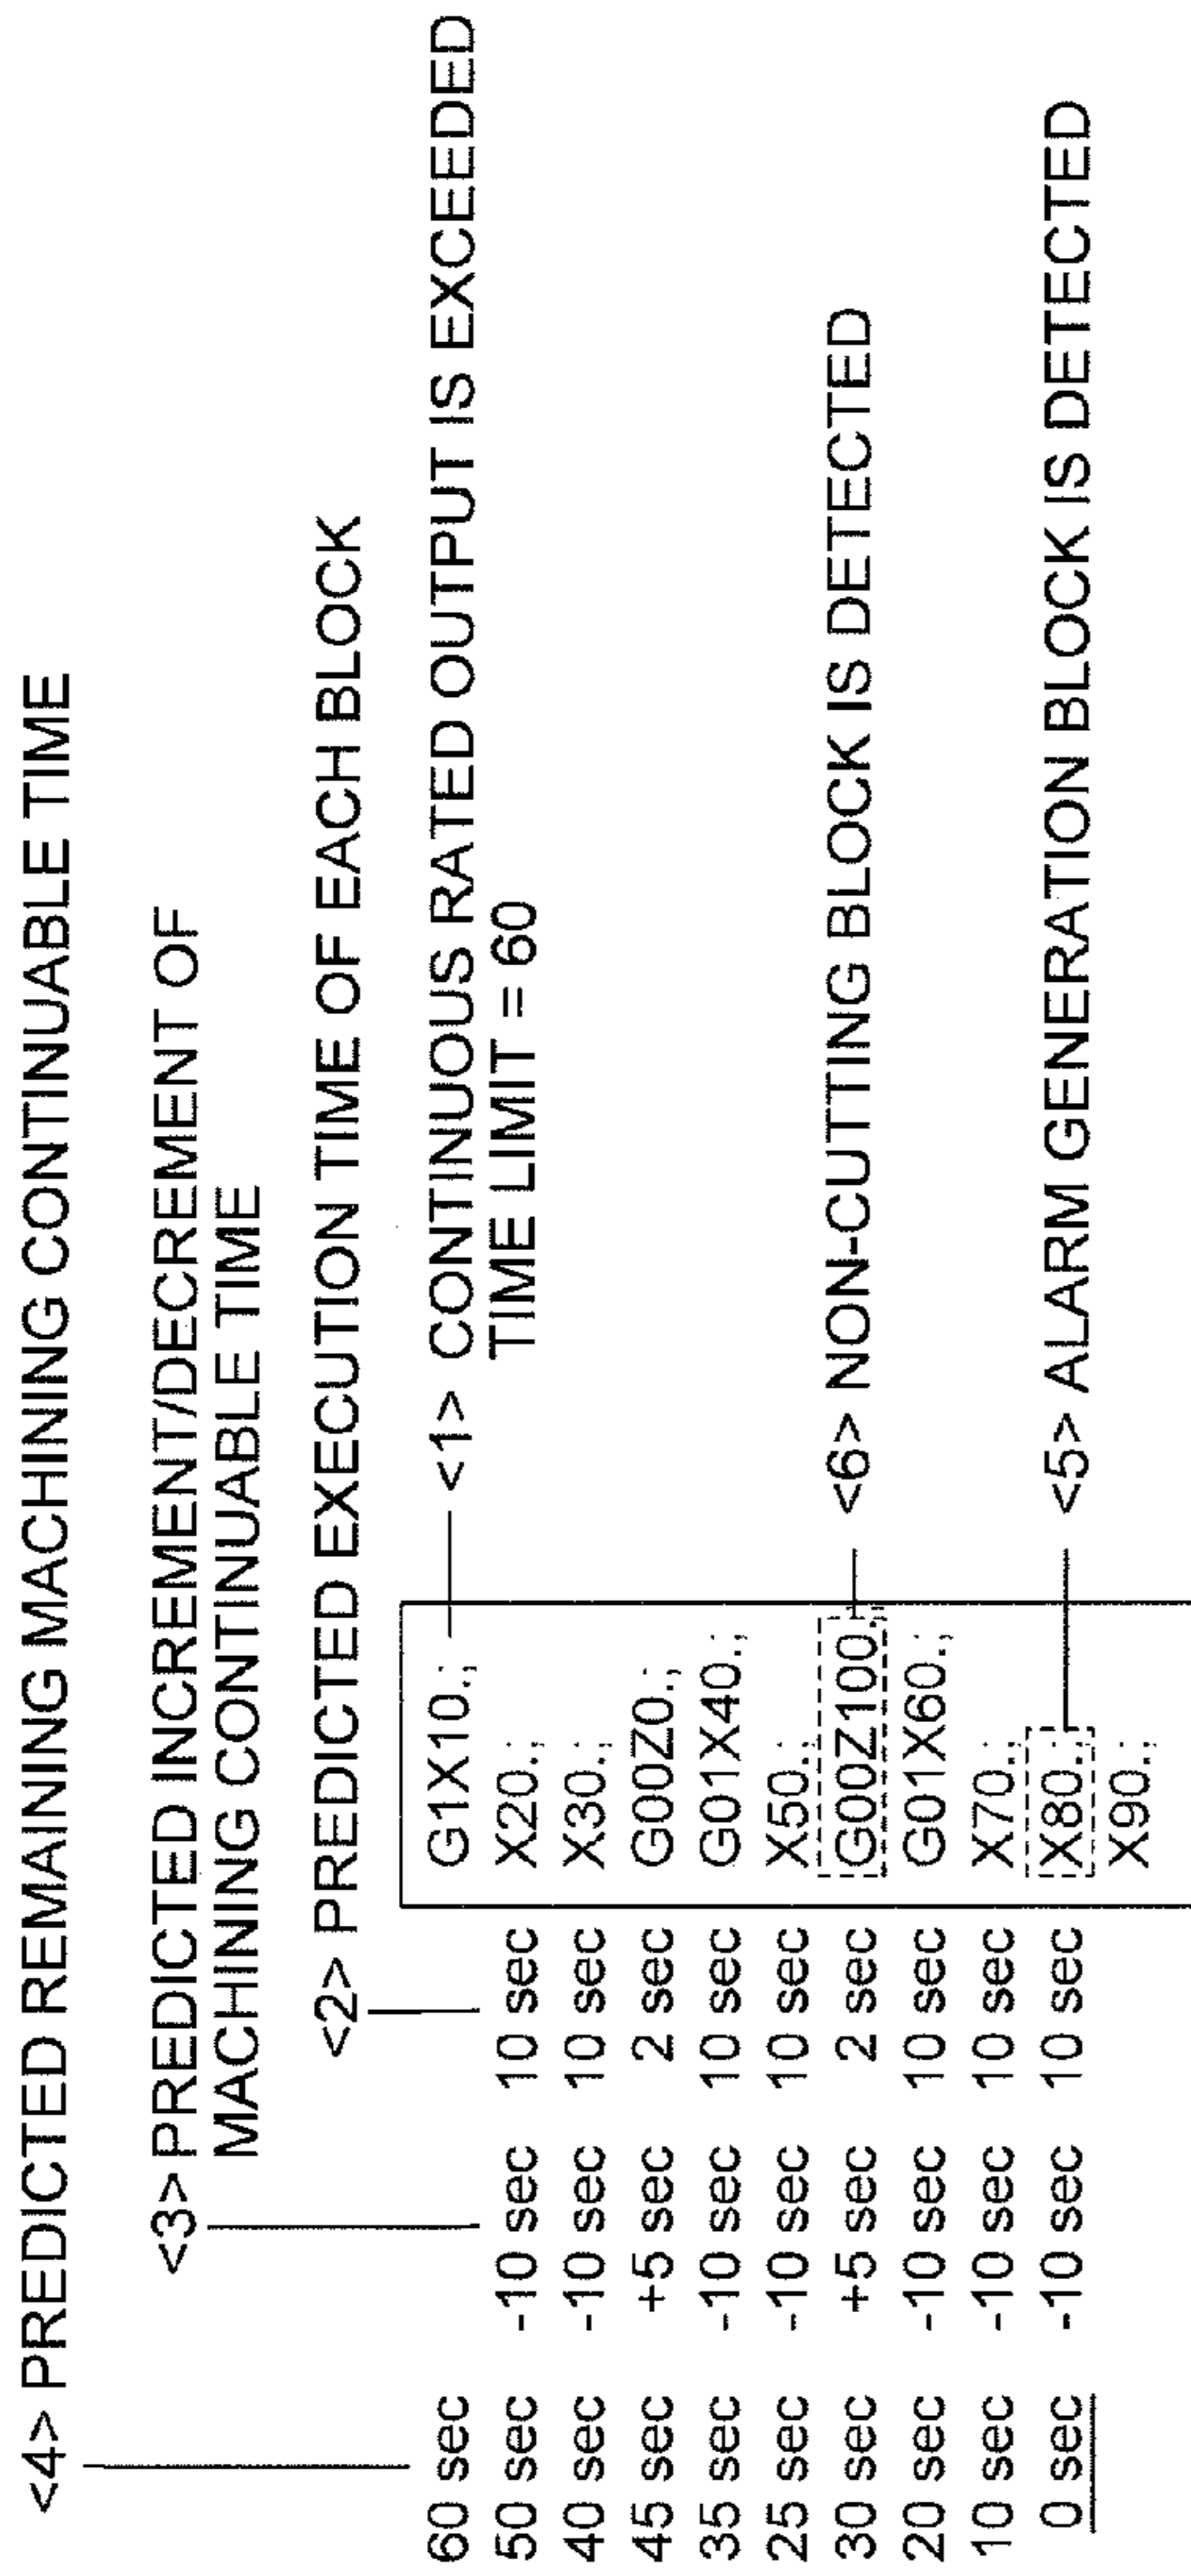 <4> PREDICTED REMAINING MACHINING CONTINUABLE TIME
<3> PREDICTED INCREMENT/DECREMENT OF
MACHINING CONTINUABLE TIME
<2> PREDICTED EXECUTION TIME OF EACH BLOCK
60 sec G1X10.; <1> CONTINUOUS RATED OUTPUT IS EXCEEDED
TIME LIMIT = 60
50 sec -10 sec 10 sec X20.;
40 sec -10 sec 10 sec X30.;
45 sec +5 sec 2 sec G00Z0.;
35 sec -10 sec 10 sec G01X40.;
25 sec -10 sec 10 sec X50.;
30 sec +5 sec 2 sec G00Z100.; <6> NON-CUTTING BLOCK IS DETECTED
20 sec -10 sec 10 sec G01X60.;
10 sec -10 sec 10 sec X70.;
0 sec -10 sec 10 sec X80.; <5> ALARM GENERATION BLOCK IS DETECTED
X90.;